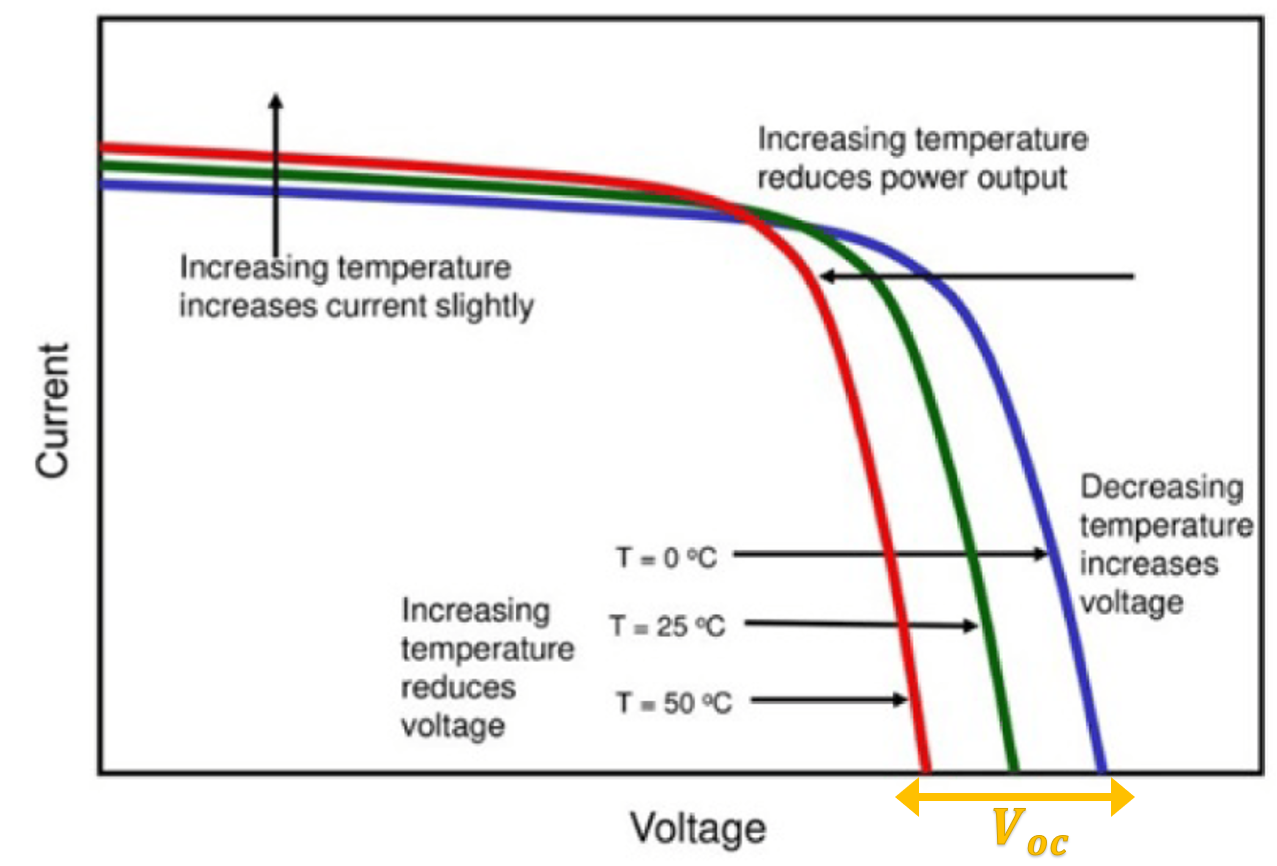 Increasing temperature
reduces power output
Increasing temperature
increases current slightly
Current
Decreasing
temperature
increases
voltage
T = 0 ºC
T = 25 ºC
T = 50 ºC
Increasing
temperature
reduces
voltage
Voltage
V oc